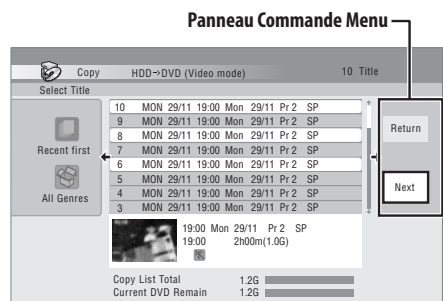 Panneau Commande Menu
Copy HDD→DVD (Video mode) 10 Title
Select Title
Recent first
All Genres
10 MON 29/11 19:00 Mon 29/11 Pr 2 SP
9 MON 29/11 19:00 Mon 29/11 Pr 2 SP
8 MON 29/11 19:00 Mon 29/11 Pr 2 SP
7 MON 29/11 19:00 Mon 29/11 Pr 2 SP
6 MON 29/11 19:00 Mon 29/11 Pr 2 SP
5 MON 29/11 19:00 Mon 29/11 Pr 2 SP
4 MON 29/11 19:00 Mon 29/11 Pr 2 SP
3 MON 29/11 19:00 Mon 29/11 Pr 2 SP
Return
Next
19:00 Mon 29/11 Pr 2 SP
19:00 2h00m(1.0G)
Copy List Total 1.2G
Current DVD Remain 1.2G